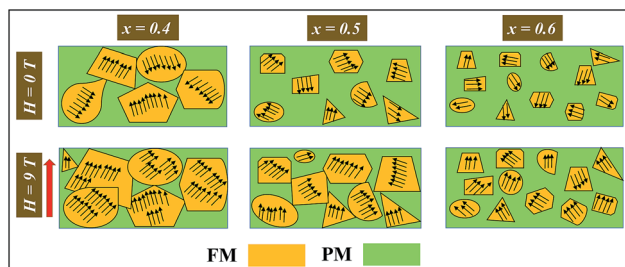 x = 0.4
x = 0.5
x = 0.6
H = 0 T
H = 9 T
FM
PM